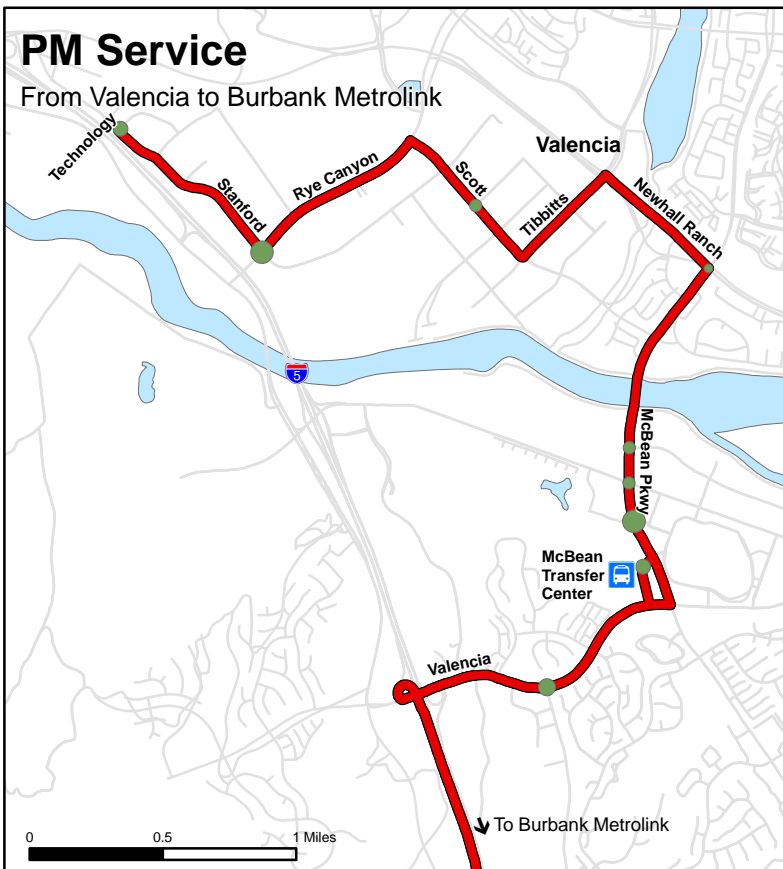 PM Service
From Valencia to Burbank Metrolink
Technology
Stanford
Rye Canyon
Scott
Tibbitts
Valencia
Newhall Ranch
5
McBean Pkwy
McBean
Transfer
Center
Valencia
To Burbank Metrolink
0 0.5 1 Miles